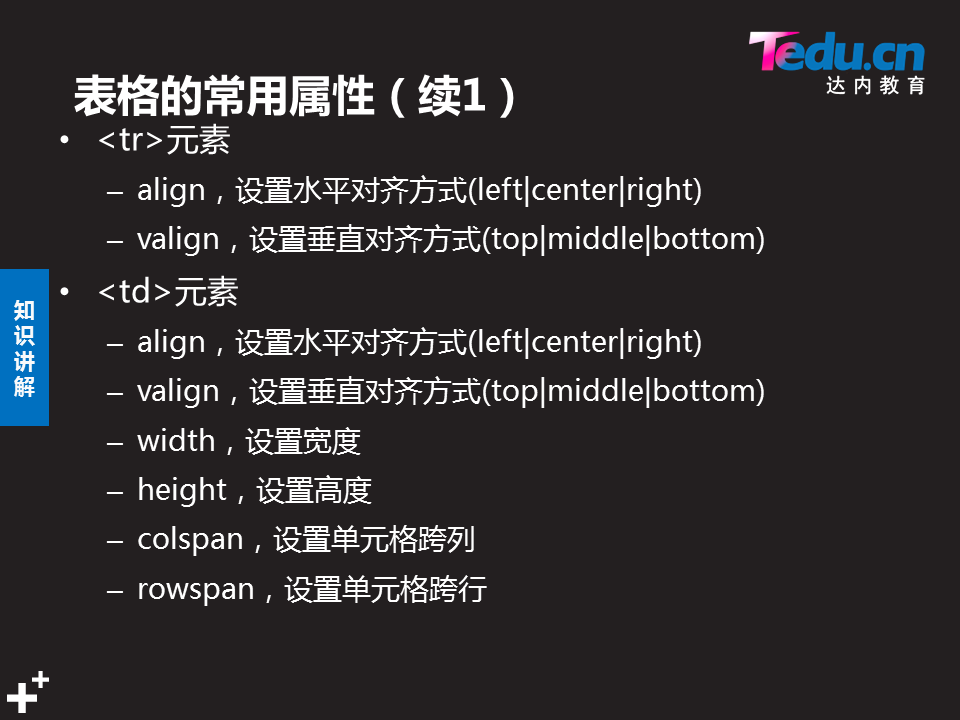 Tedu.cn
达内教育
表格的常用属性（续1）
• <tr>元素
– align，设置水平对齐方式(left|center|right)
– valign，设置垂直对齐方式(top|middle|bottom)
• <td>元素
– align，设置水平对齐方式(left|center|right)
– valign，设置垂直对齐方式(top|middle|bottom)
– width，设置宽度
– height，设置高度
– colspan，设置单元格跨列
– rowspan，设置单元格跨行
知识讲解